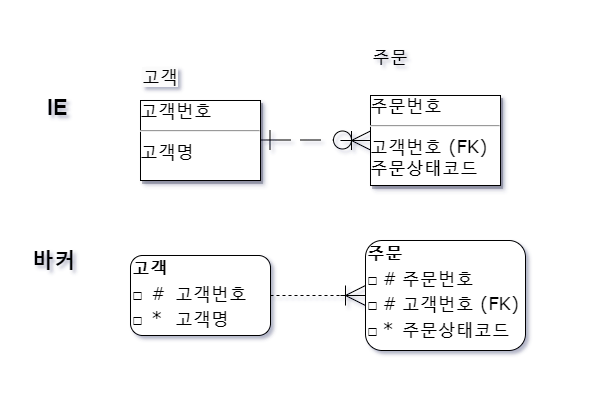 주문
고객
IE
고객번호
고객명
주문번호
고객번호 (FK)
주문상태코드
바커
고객
□ # 고객번호
□ * 고객명
주문
□ # 주문번호
□ # 고객번호 (FK)
□ * 주문상태코드